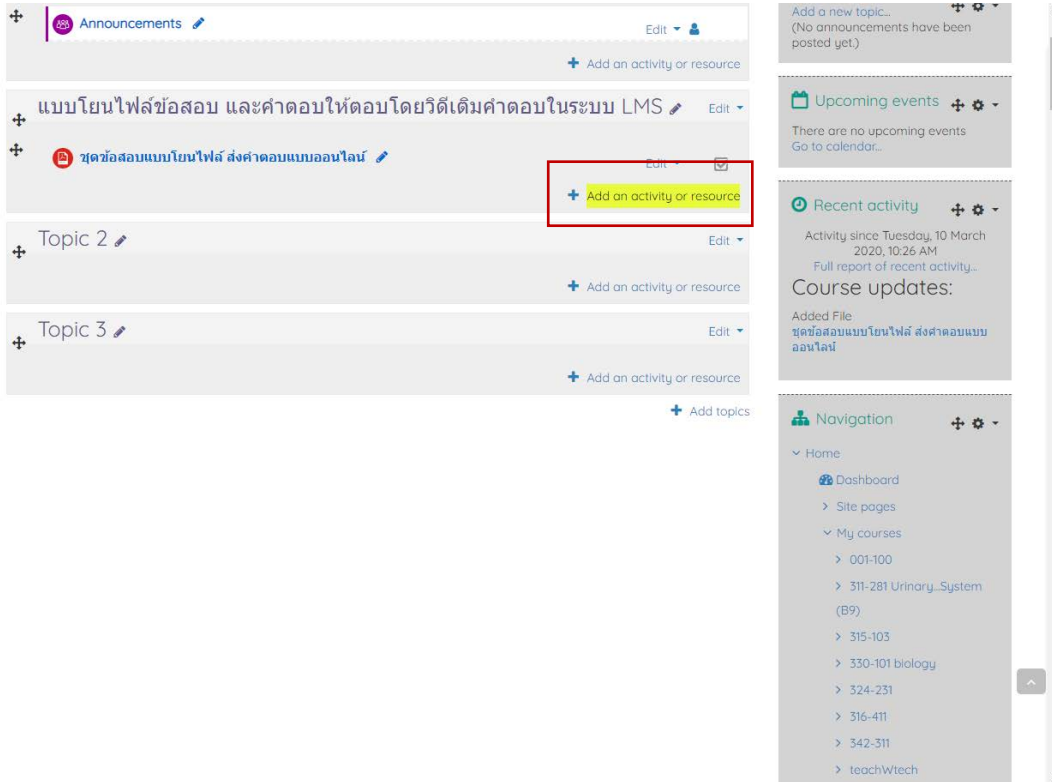 Announcements
Edit
Add an activity or resource
แบบโยนไฟล์ข้อสอบ และคำตอบให้ตอบโดยวิดีเติมคำตอบในระบบ LMS
Edit
ชุดข้อสอบแบบโยนไฟล์ ส่งคำตอบแบบออนไลน์
Edit
Add an activity or resource
Topic 2
Edit
Add an activity or resource
Topic 3
Edit
Add an activity or resource
Add topics
Add a new topic...
(No announcements have been
posted yet.)
Upcoming events
There are no upcoming events
Go to calendar...
Recent activity
Activity since Tuesday, 10 March
2020, 10:26 AM
Full report of recent activity...
Course updates:
Added File
ชุดข้อสอบแบบโยนไฟล์ ส่งคำตอบแบบ
ออนไลน์
Navigation
Home
Dashboard
Site pages
My courses
001-100
311-281 Urinary...System
(B9)
315-103
330-101 biology
324-231
316-411
342-311
teachWtech